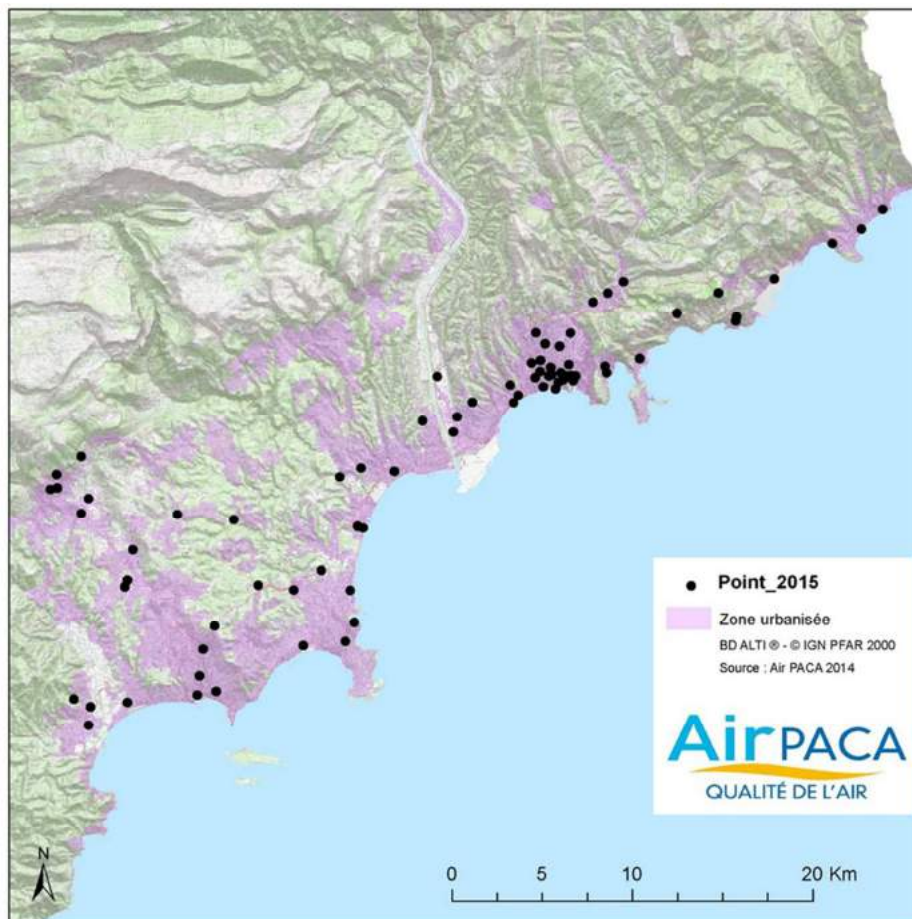 Point_2015
Zone urbanisée
BD ALTI ® - © IGN PFAR 2000
Source : Air PACA 2014
AirPACA
QUALITÉ DE L'AIR
N
0 5 10 20 Km